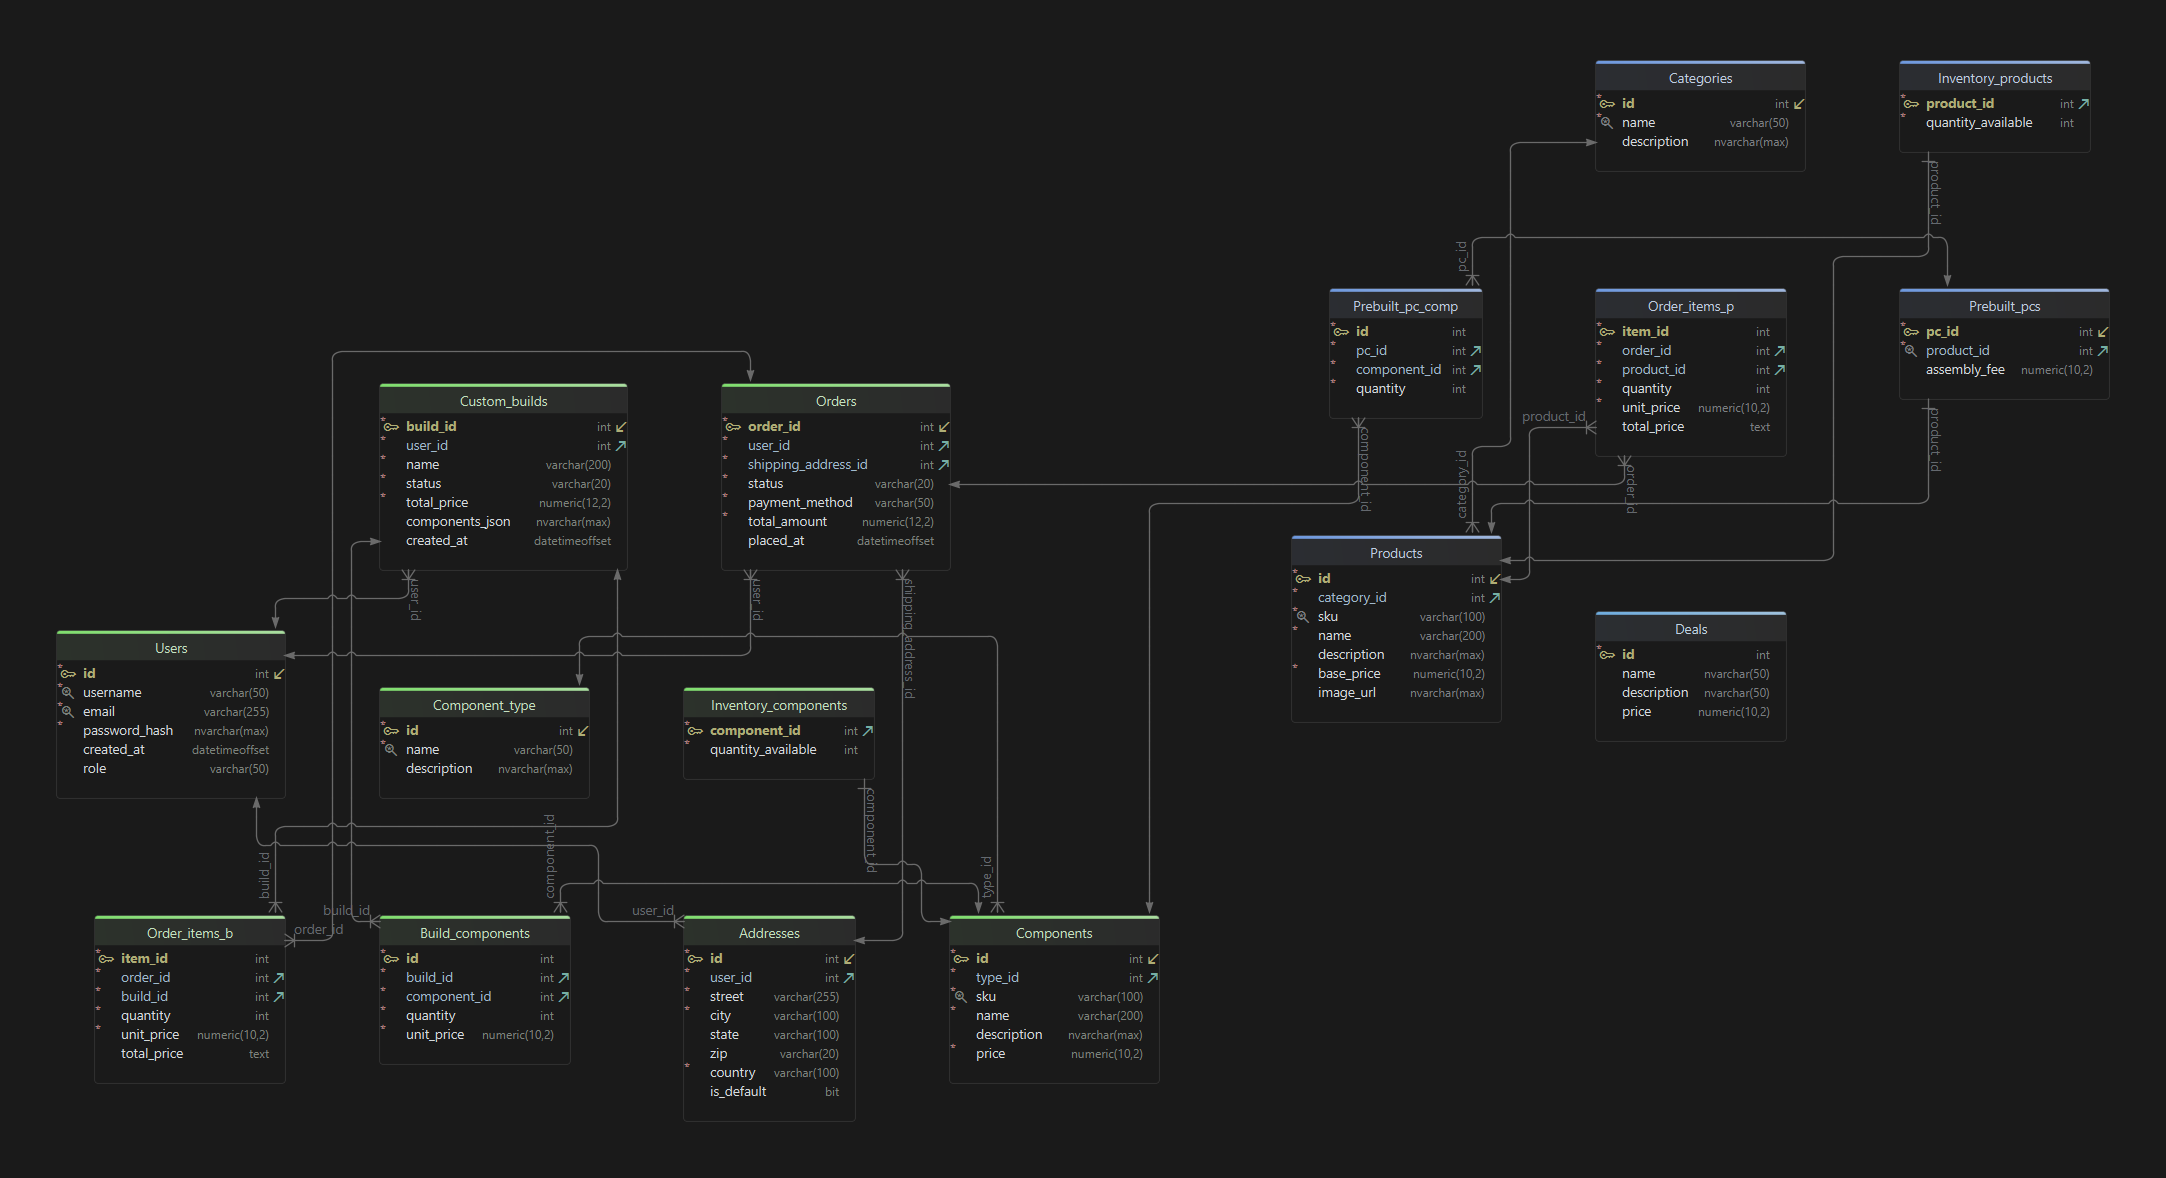 Categories
id int
name varchar(50)
description nvarchar(max)
Inventory_products
product_id int
quantity_available int
product_id
pc_id
Prebuilt_pc_comp
id int
pc_id int
component_id int
quantity int
component_id
Order_items_p
item_id int
order_id int
product_id int
quantity int
unit_price numeric(10,2)
total_price text
product_id
order_id
Prebuilt_pcs
pc_id int
product_id int
assembly_fee numeric(10,2)
product_id
Custom_builds
build_id int
user_id int
name varchar(200)
status varchar(20)
total_price numeric(12,2)
components_json nvarchar(max)
created_at datetimeoffset
user_id
Orders
order_id int
user_id int
shipping_address_id int
status varchar(20)
payment_method varchar(50)
total_amount numeric(12,2)
placed_at datetimeoffset
user_id
shipping_address_id
category_id
Products
id int
category_id int
sku varchar(100)
name varchar(200)
description nvarchar(max)
base_price numeric(10,2)
image_url nvarchar(max)
Deals
id int
name nvarchar(50)
description nvarchar(50)
price numeric(10,2)
Users
id int
username varchar(50)
email varchar(255)
password_hash nvarchar(max)
created_at datetimeoffset
role varchar(50)
Component_type
id int
name varchar(50)
description nvarchar(max)
Inventory_components
component_id int
quantity_available int
component_id
build_id
component_id
type_id
build_id
order_id
user_id
Order_items_b
item_id int
order_id int
build_id int
quantity int
unit_price numeric(10,2)
total_price text
Build_components
id int
build_id int
component_id int
quantity int
unit_price numeric(10,2)
Addresses
id int
user_id int
street varchar(255)
city varchar(100)
state varchar(100)
zip varchar(20)
country varchar(100)
is_default bit
Components
id int
type_id int
sku varchar(100)
name varchar(200)
description nvarchar(max)
price numeric(10,2)